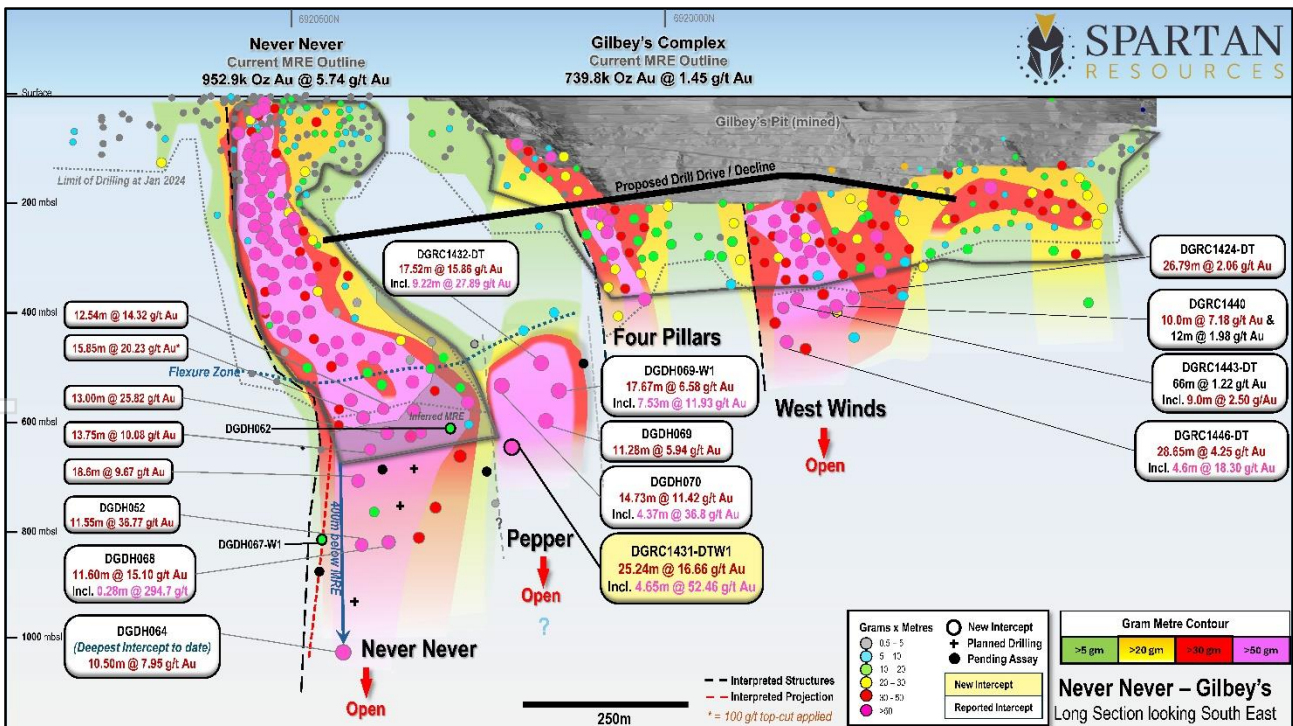 6920500N
6920000N
Never Never
Current MRE Outline
952.9k Oz Au @ 5.74 g/t Au
Gilbey's Complex
Current MRE Outline
739.8k Oz Au @ 1.45 g/t Au
SPARTAN
RESOURCES
Surface
Gilbey's Pit (mined)
Limit of Drilling at Jan 2024
Proposed Drill Drive / Decline
200 mbsl
DGRC1432-DT
17.52m @ 15.86 g/t Au
Incl. 9.22m @ 27.89 g/t Au
DGRC1424-DT
26.79m @ 2.06 g/t Au
12.54m @ 14.32 g/t Au
400 mbsl
15.85m @ 20.23 g/t Au*
Flexure Zone
Four Pillars
DGRC1440
10.0m @ 7.18 g/t Au &
12m @ 1.98 g/t Au
DGDH069-W1
17.67m @ 6.58 g/t Au
Incl. 7.53m @ 11.93 g/t Au
DGRC1443-DT
66m @ 1.22 g/t Au
Incl. 9.0m @ 2.50 g/Au
13.00m @ 25.82 g/t Au
Inferred MRE
West Winds
DGDH062
600 mbsl
13.75m @ 10.08 g/t Au
DGDH069
11.28m @ 5.94 g/t Au
Open
DGRC1446-DT
28.65m @ 4.25 g/t Au
Incl. 4.6m @ 18.30 g/t Au
18.6m @ 9.67 g/t Au
DGDH070
14.73m @ 11.42 g/t Au
Incl. 4.37m @ 36.8 g/t Au
DGDH052
11.55m @ 36.77 g/t Au
?
800 mbsl
DGDH067-W1
400m below MRE
Pepper
DGRC1431-DTW1
25.24m @ 16.66 g/t Au
Incl. 4.65m @ 52.46 g/t Au
DGDH068
11.60m @ 15.10 g/t Au
Incl. 0.28m @ 294.7 g/t
Open
?
DGDH064
(Deepest Intercept to date)
10.50m @ 7.95 g/t Au
1000 mbsl
Never Never
Open
Interpreted Structures
Interpreted Projection
* = 100 g/t top-cut applied
250m
Grams x Metres
0.5 - 5
5 - 10
10 - 20
20 - 30
30 - 50
>50
New Intercept
Planned Drilling
Pending Assay
New Intercept
Reported Intercept
Gram Metre Contour
>5 gm
>20 gm
>30 gm
>50 gm
Never Never – Gilbey's
Long Section looking South East